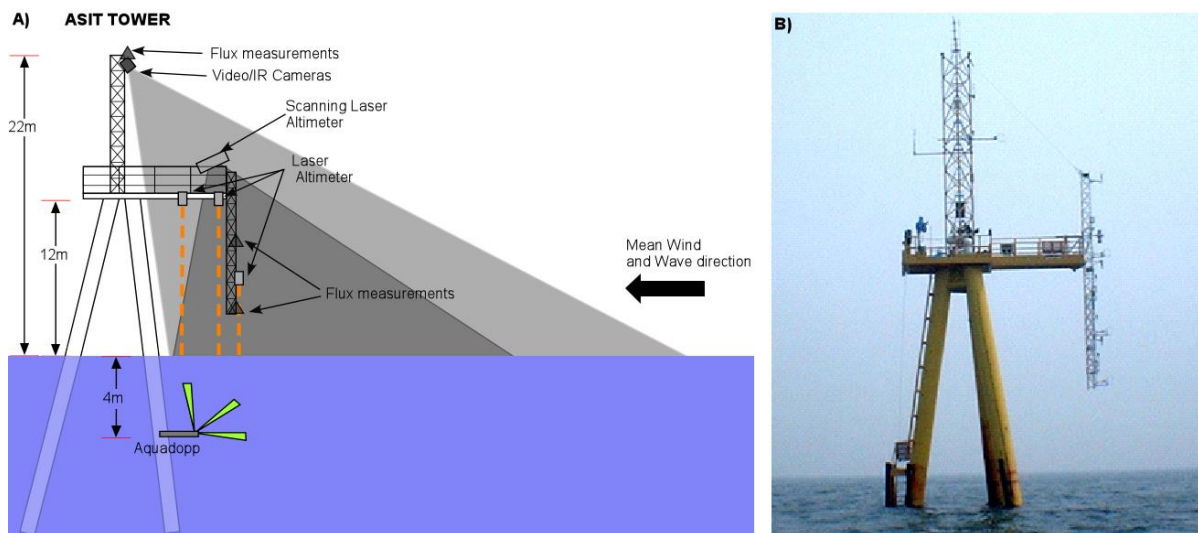 A) ASIT TOWER
Flux measurements
Video/IR Cameras
Scanning Laser
Altimeter
22m
Laser
Altimeter
12m
Mean Wind
and Wave direction
Flux measurements
4m
Aquadopp
B)